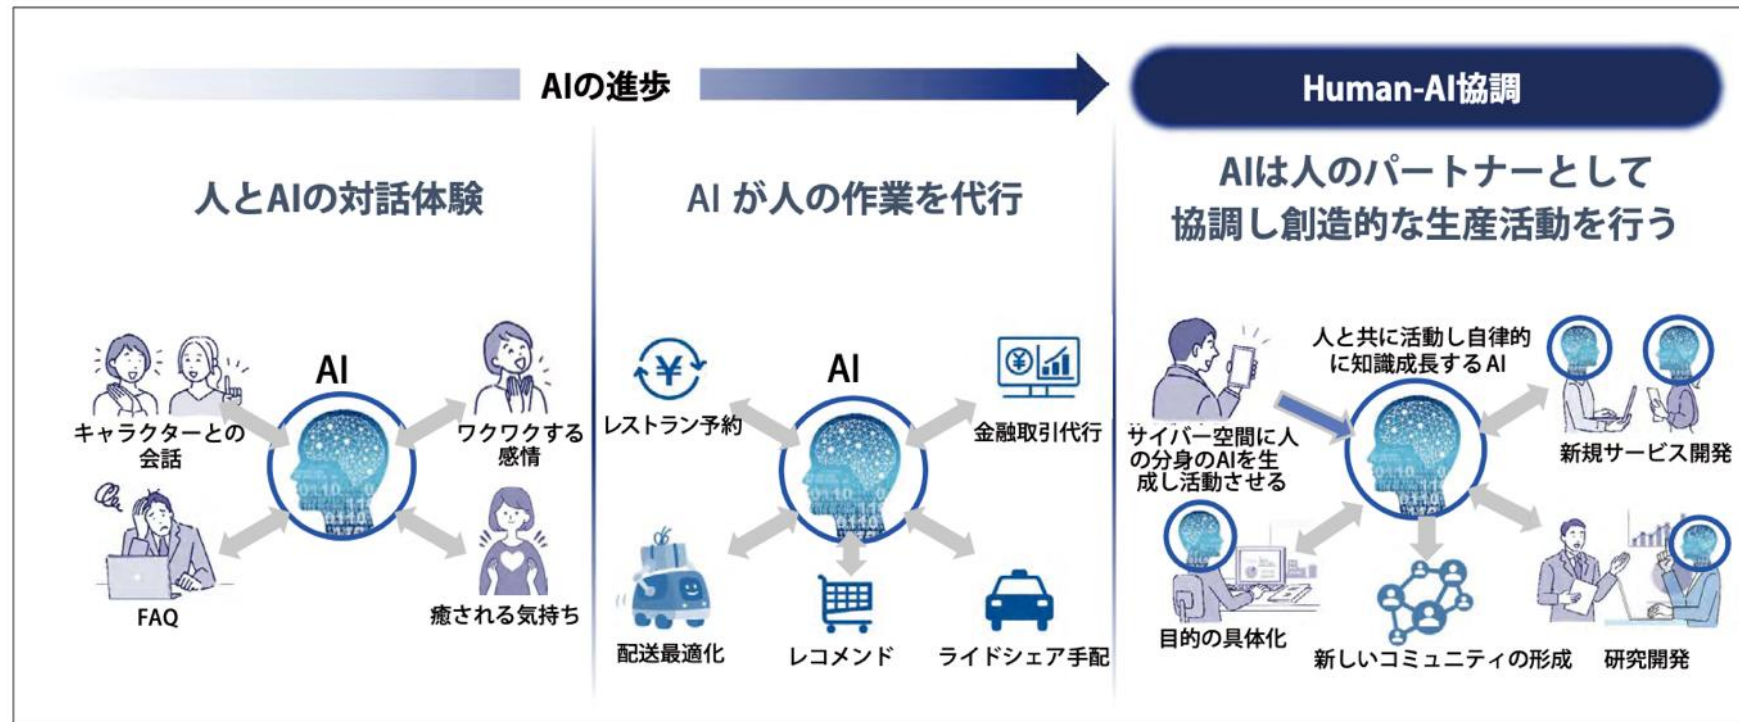 AIの進歩
Human-AI協調
人とAIの対話体験
AI が人の作業を代行
AIは人のパートナーとして
協調し創造的な生産活動を行う
AI
キャラクターとの
会話
ワクワクする
感情
FAQ
癒される気持ち
AI
レストラン予約
金融取引代行
配送最適化
レコメンド
ライドシェア手配
人と共に活動し自律的
に知識成長する AI
サイバー空間に人
の分身のAIを生
成し活動させる
新規サービス開発
目的の具体化
新しいコミュニティの形成
研究開発